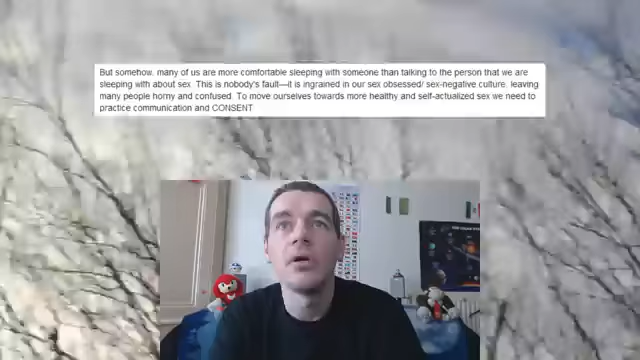 But somehow, many of us are more comfortable sleeping with someone than talking to the person that we are
sleeping with about sex. This is nobody's fault—it is ingrained in our sex obsessed/ sex-negative culture, leaving
many people horny and confused. To move ourselves towards more healthy and self-actualized sex we need to
practice communication and CONSENT